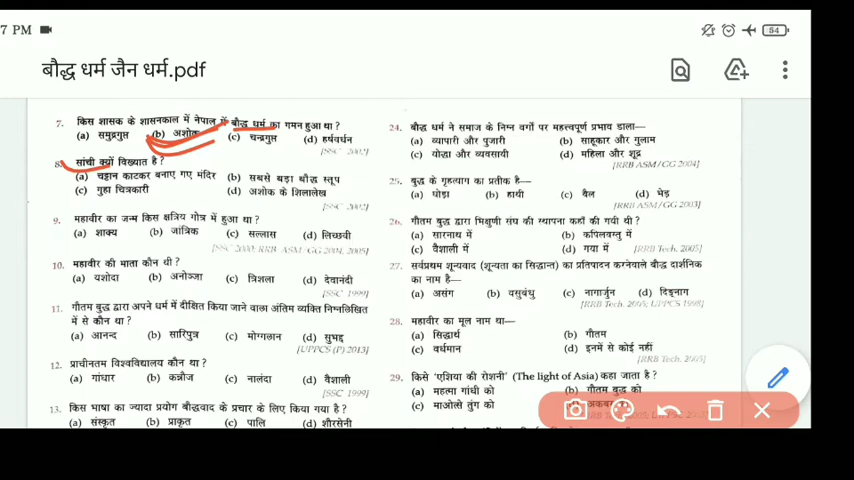 7 PM
54
बौद्ध धर्म जैन धर्म.pdf
7. किस शासक के शासनकाल में नेपाल में बौद्ध धर्म का गमन हुआ था ?
(a) समुद्रगुप्त (b) अशोक (c) चन्द्रगुप्त (d) हर्षवर्धन
[SSC 2002]
8. सांची क्यों विख्यात है ?
(a) चट्टान काटकर बनाए गए मंदिर (b) सबसे बड़ा बौद्ध स्तूप
(c) गुहा चित्रकारी (d) अशोक के शिलालेख
[SSC 2002]
9. महावीर का जन्म किस क्षत्रिय गोत्र में हुआ था ?
(a) शाक्य (b) जांत्रिक (c) सल्लास (d) लिच्छवी
[SSC 2000; RRB ASM/GG 2004, 2005]
10. महावीर की माता कौन थी ?
(a) यशोदा (b) अनोज्जा (c) त्रिशला (d) देवानंदी
[SSC 1999]
11. गौतम बुद्ध द्वारा अपने धर्म में दीक्षित किया जाने वाला अंतिम व्यक्ति निम्नलिखित
में से कौन था ?
(a) आनन्द (b) सारिपुत्र (c) मोग्गलान (d) सुभद्द
[UPPCS (P) 2013]
12. प्राचीनतम विश्वविद्यालय कौन था ?
(a) गांधार (b) कन्नौज (c) नालंदा (d) वैशाली
[SSC 1999]
13. किस भाषा का ज्यादा प्रयोग बौद्धवाद के प्रचार के लिए किया गया है ?
(a) संस्कृत (b) प्राकृत (c) पालि (d) शौरसेनी
24. बौद्ध धर्म ने समाज के निम्न वर्गो पर महत्त्वपूर्ण प्रभाव डाला—
(a) व्यापारी और पुजारी (b) साहूकार और गुलाम
(c) योद्धा और व्यवसायी (d) महिला और शूद्र
[RRB ASM/GG 2004]
25. बुद्ध के गृहत्याग का प्रतीक है—
(a) घोड़ा (b) हाथी (c) बैल (d) भेड़
[RRB ASM/GG 2003]
26. गौतम बुद्ध द्वारा भिक्षुणी संघ की स्थापना कहाँ की गयी थी ?
(a) सारनाथ में (b) कपिलवस्तु में
(c) वैशाली में (d) गया में [RRB Tech. 2005]
27. सर्वप्रथम शून्यवाद (शून्यता का सिद्धान्त) का प्रतिपादन करनेवाले बौद्ध दार्शनिक
का नाम है—
(a) असंग (b) वसुबंधु (c) नागार्जुन (d) दिङ्नाग
[RRB Tech. 2005; UPPCS 1998]
28. महावीर का मूल नाम था—
(a) सिद्धार्थ (b) गौतम
(c) वर्धमान (d) इनमें से कोई नहीं
[RRB Tech. 2005]
29. किसे 'एशिया की रोशनी' (The light of Asia) कहा जाता है ?
(a) महत्मा गांधी को (b) गौतम बुद्ध को
(c) माओत्से तुंग को